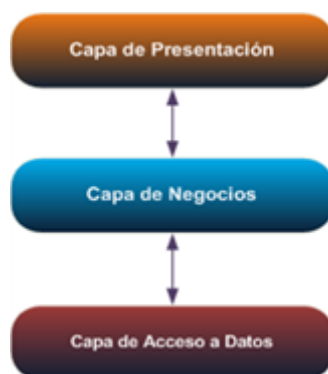 Capa de Presentación
Capa de Negocios
Capa de Acceso a Datos